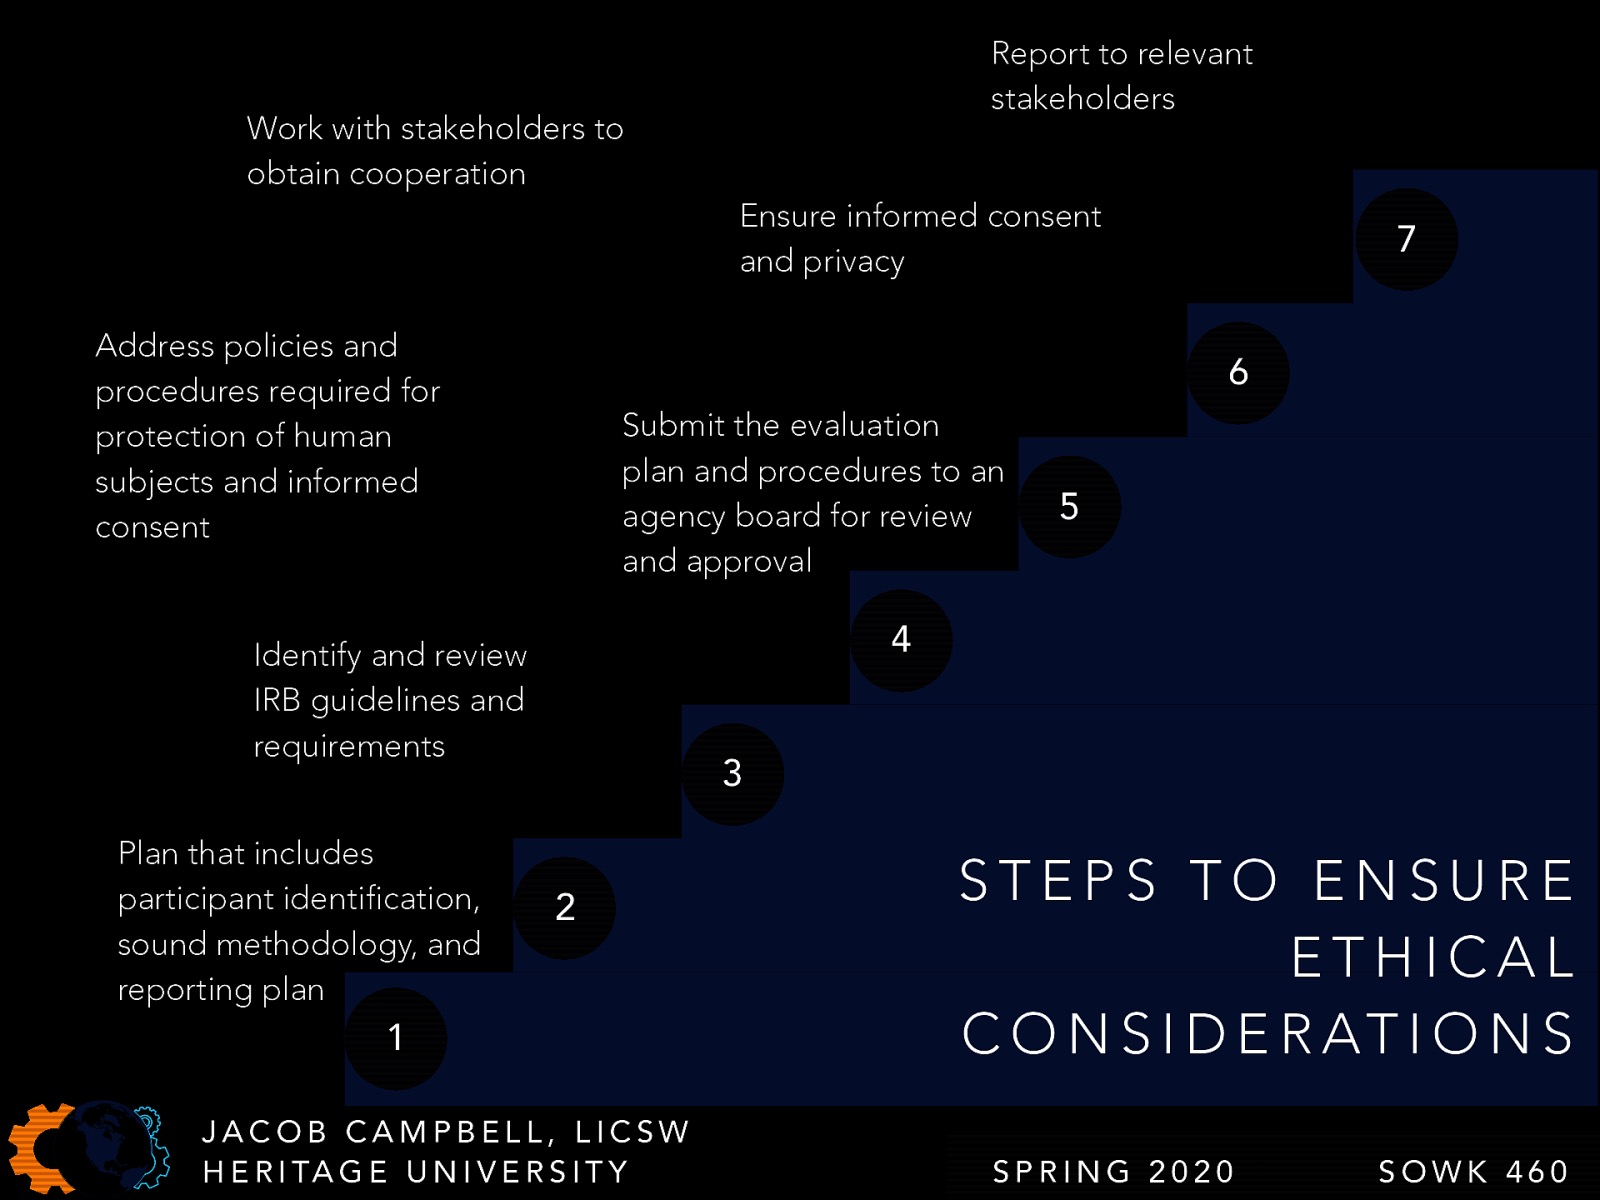 Report to relevant
stakeholders
Work with stakeholders to
obtain cooperation
Ensure informed consent
and privacy
7
Address policies and
procedures required for
protection of human
subjects and informed
consent
6
Submit the evaluation
plan and procedures to an
agency board for review
and approval
5
4
Identify and review
IRB guidelines and
requirements
3
Plan that includes
participant identification,
sound methodology, and
reporting plan
2
1
STEPS TO ENSURE
ETHICAL
CONSIDERATIONS
JACOB CAMPBELL, LICSW
HERITAGE UNIVERSITY
SPRING 2020
SOWK 460